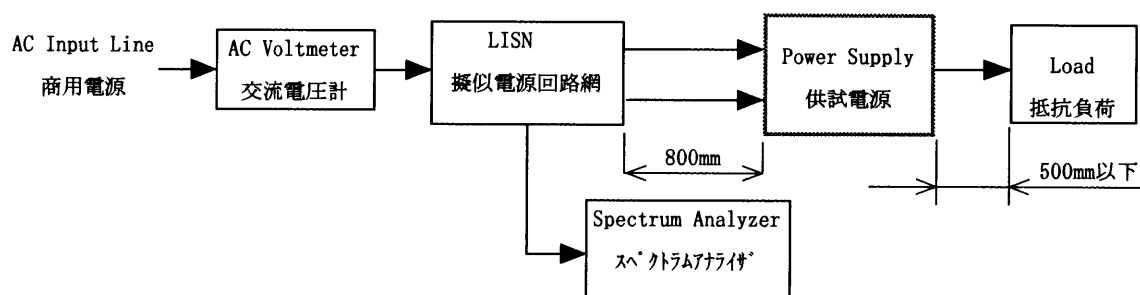 AC Input Line
商用電源
AC Voltmeter
交流電圧計
LISN
擬似電源回路網
Power Supply
供試電源
Load
抵抗負荷
800mm
500mm以下
Spectrum Analyzer
ｽﾍﾟｸﾄﾗﾑｱﾅﾗｲｻﾞ